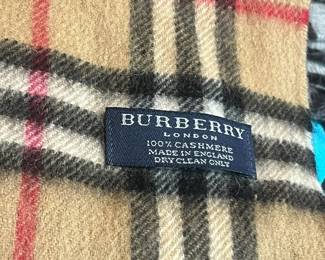 BURBERRY
LONDON
100% CASHMERE
MADE IN ENGLAND
DRY CLEAN ONLY